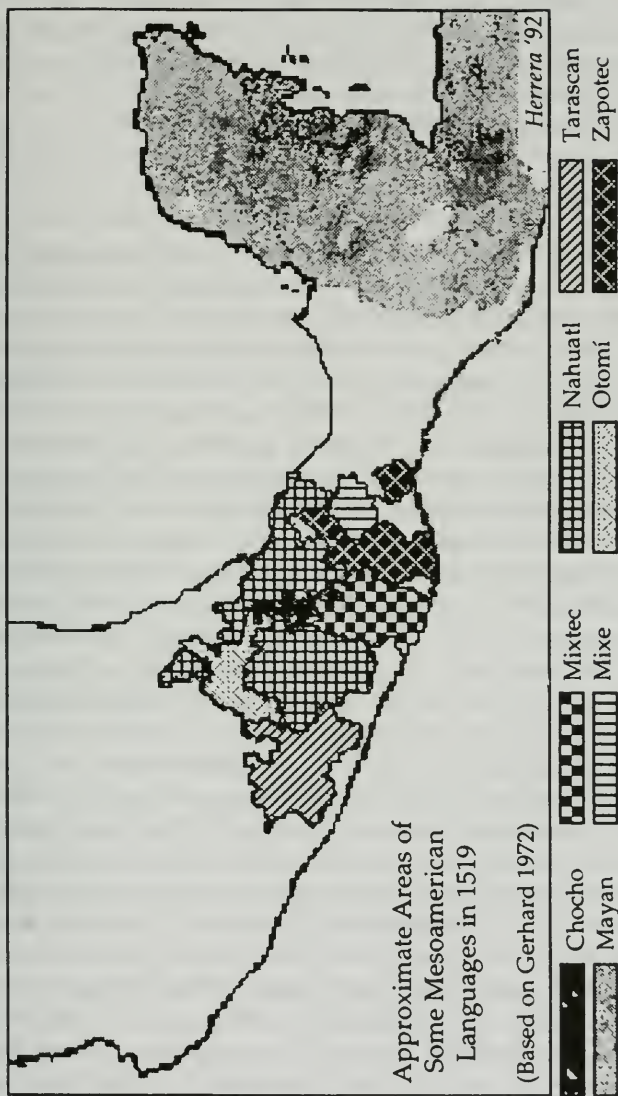 Approximate Areas of
Some Mesoamerican
Languages in 1519
(Based on Gerhard 1972)
Herrera '92
Chocho
Mixtec
Nahuatl
Tarascan
Mayan
Mixe
Otomí
Zapotec